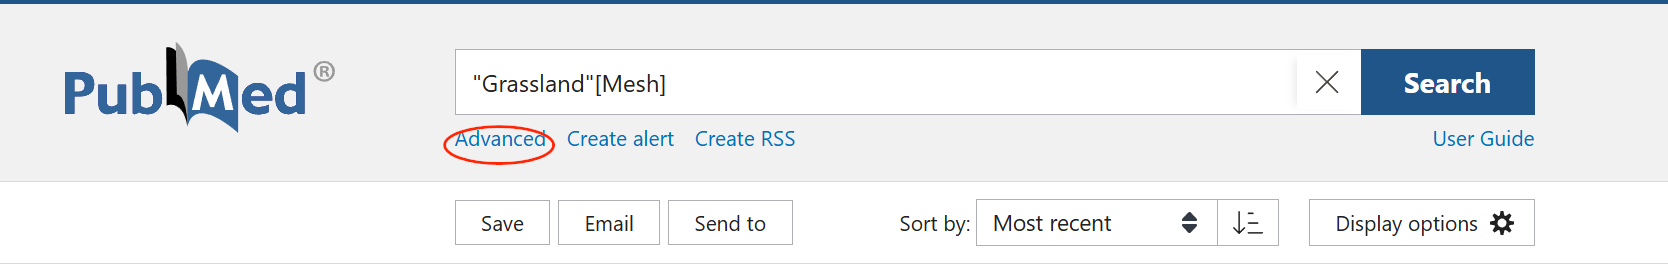 PubMed®
"Grassland"[Mesh]
Search
Advanced Create alert Create RSS User Guide
Save Email Send to Sort by: Most recent Display options